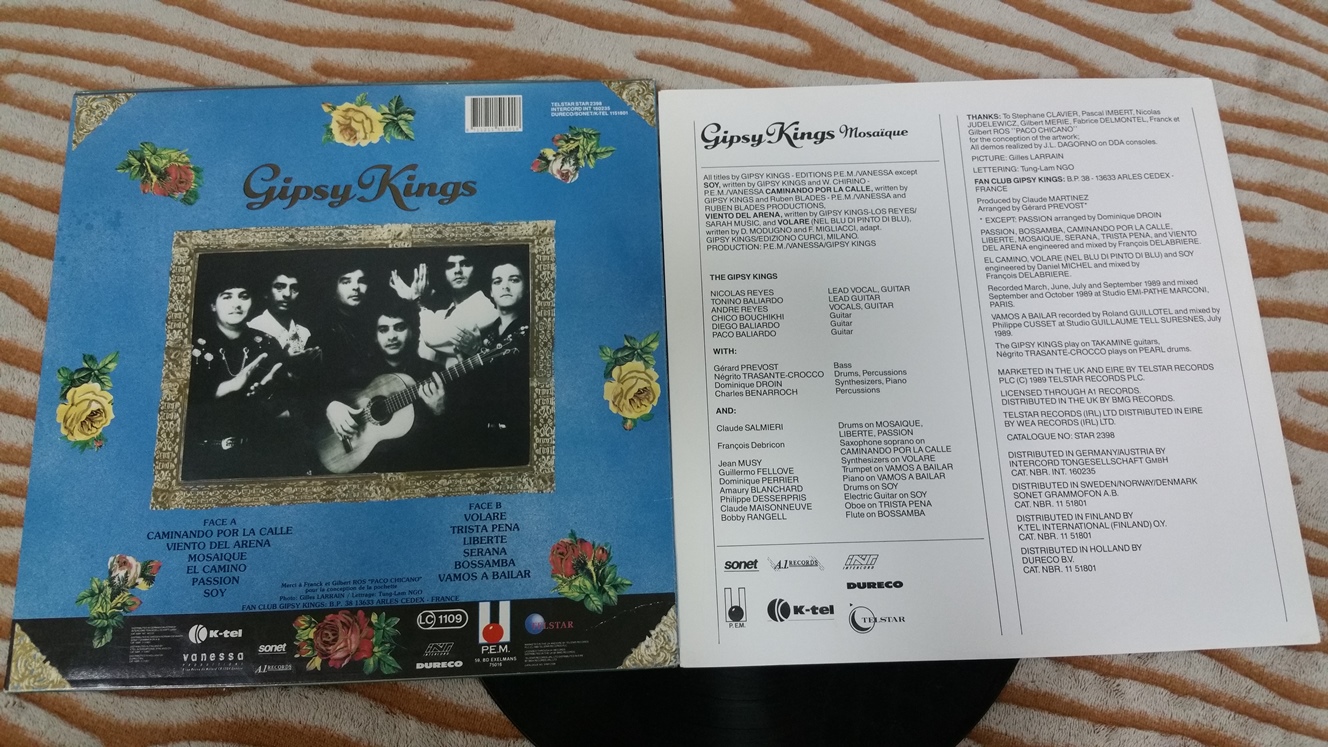 TELSTAR STAR 2398
INTERCORD INT 160235
DURECO/SONET/K-TEL 1151801
Gipsy Kings
FACE A
CAMINANDO POR LA CALLE
VIENTO DEL ARENA
MOSAIQUE
EL CAMINO
PASSION
SOY
FACE B
VOLARE
TRISTA PENA
LIBERTE
SERANA
BOSSAMBA
VAMOS A BAILAR
Merci à Franck et Gilbert ROS "PACO CHICANO"
pour la conception de la pochette
Photo: Gilles LARRAIN / Lettrage: Tung-Lam NGO
FAN CLUB GIPSY KINGS: B.P. 38 13633 ARLES CEDEX - FRANCE
K-tel
vanessa
PRODUCTIONS
sonet
A.1 RECORDS
LC 1109
INT
INTERCORD
DURECO
P.E.M.
38, BD EXELMANS
75016
TELSTAR
Gipsy Kings Mosaïque
All titles by GIPSY KINGS - EDITIONS P.E.M./VANESSA except
SOY, written by GIPSY KINGS and W. CHIRINO -
P.E.M./VANESSA CAMINANDO POR LA CALLE, written by
GIPSY KINGS and Ruben BLADES - P.E.M./VANESSA and
RUBEN BLADES PRODUCTIONS,
VIENTO DEL ARENA, written by GIPSY KINGS-LOS REYES/
SARAH MUSIC, and VOLARE (NEL BLU DI PINTO DI BLU),
written by D. MODUGNO and F. MIGLIACCI, adapt.
GIPSY KINGS/EDIZIONO CURCI, MILANO.
PRODUCTION: P.E.M./VANESSA/GIPSY KINGS
THE GIPSY KINGS
NICOLAS REYES LEAD VOCAL, GUITAR
TONINO BALIARDO LEAD GUITAR
ANDRE REYES VOCALS, GUITAR
CHICO BOUCHIKHI Guitar
DIEGO BALIARDO Guitar
PACO BALIARDO Guitar
WITH:
Gérard PREVOST Bass
Négrito TRASANTE-CROCCO Drums, Percussions
Dominique DROIN Synthesizers, Piano
Charles BENARROCH Percussions
AND:
Claude SALMIERI Drums on MOSAIQUE,
LIBERTE, PASSION
François Debricon Saxophone soprano on
CAMINANDO POR LA CALLE
Jean MUSY Synthesizers on VOLARE
Guillermo FELLOVE Trumpet on VAMOS A BAILAR
Dominique PERRIER Piano on VAMOS A BAILAR
Amaury BLANCHARD Drums on SOY
Philippe DESSERPRIS Electric Guitar on SOY
Claude MAISONNEUVE Oboe on TRISTA PENA
Bobby RANGELL Flute on BOSSAMBA
sonet
A.1 RECORDS
INT
INTERCORD
DURECO
P.E.M.
K-tel
TELSTAR
THANKS: To Stephane CLAVIER, Pascal IMBERT, Nicolas
JUDELEWICZ, Gilbert MERIE, Fabrice DELMONTEL, Franck et
Gilbert ROS "PACO CHICANO"
for the conception of the artwork;
All demos realized by J.L. DAGORNO on DDA consoles.
PICTURE: Gilles LARRAIN
LETTERING: Tung-Lam NGO
FAN CLUB GIPSY KINGS: B.P. 38 - 13633 ARLES CEDEX -
FRANCE
Produced by Claude MARTINEZ
Arranged by Gérard PREVOST*
* EXCEPT: PASSION arranged by Dominique DROIN
PASSION, BOSSAMBA, CAMINANDO POR LA CALLE,
LIBERTE, MOSAIQUE, SERANA, TRISTA PENA, and VIENTO
DEL ARENA engineered and mixed by François DELABRIERE.
EL CAMINO, VOLARE (NEL BLU DI PINTO DI BLU) and SOY
engineered by Daniel MICHEL and mixed by
François DELABRIERE.
Recorded March, June, July and September 1989 and mixed
September and October 1989 at Studio EMI-PATHE MARCONI,
PARIS.
VAMOS A BAILAR recorded by Roland GUILLOTEL and mixed by
Philippe CUSSET at Studio GUILLAUME TELL SURESNES, July
1989.
The GIPSY KINGS play on TAKAMINE guitars,
Négrito TRASANTE-CROCCO plays on PEARL drums.
MARKETED IN THE UK AND EIRE BY TELSTAR RECORDS
PLC (C) 1989 TELSTAR RECORDS PLC.
LICENSED THROUGH A1 RECORDS.
DISTRIBUTED IN THE UK BY BMG RECORDS.
TELSTAR RECORDS (IRL) LTD DISTRIBUTED IN EIRE
BY WEA RECORDS (IRL) LTD.
CATALOGUE NO: STAR 2398
DISTRIBUTED IN GERMANY/AUSTRIA BY
INTERCORD TONGESELLSCHAFT GMBH
CAT. NBR. INT. 160235
DISTRIBUTED IN SWEDEN/NORWAY/DENMARK
SONET GRAMMOFON A.B.
CAT. NBR. 11 51801
DISTRIBUTED IN FINLAND BY
K.TEL INTERNATIONAL (FINLAND) O.Y.
CAT. NBR. 11 51801
DISTRIBUTED IN HOLLAND BY
DURECO B.V.
CAT. NBR. 11 51801